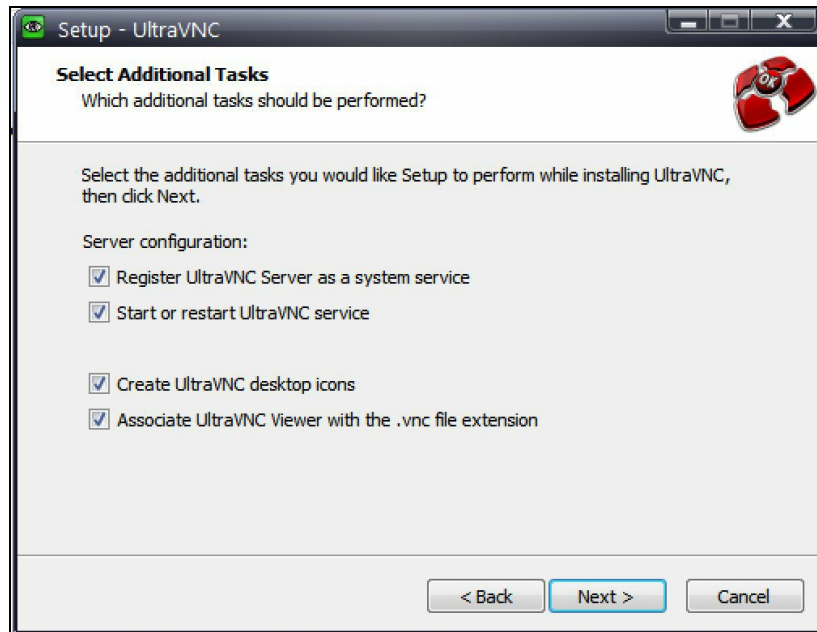 Setup - UltraVNC
Select Additional Tasks
Which additional tasks should be performed?
OK
Select the additional tasks you would like Setup to perform while installing UltraVNC,
then click Next.
Server configuration:
Register UltraVNC Server as a system service
Start or restart UltraVNC service
Create UltraVNC desktop icons
Associate UltraVNC Viewer with the .vnc file extension
< Back
Next >
Cancel